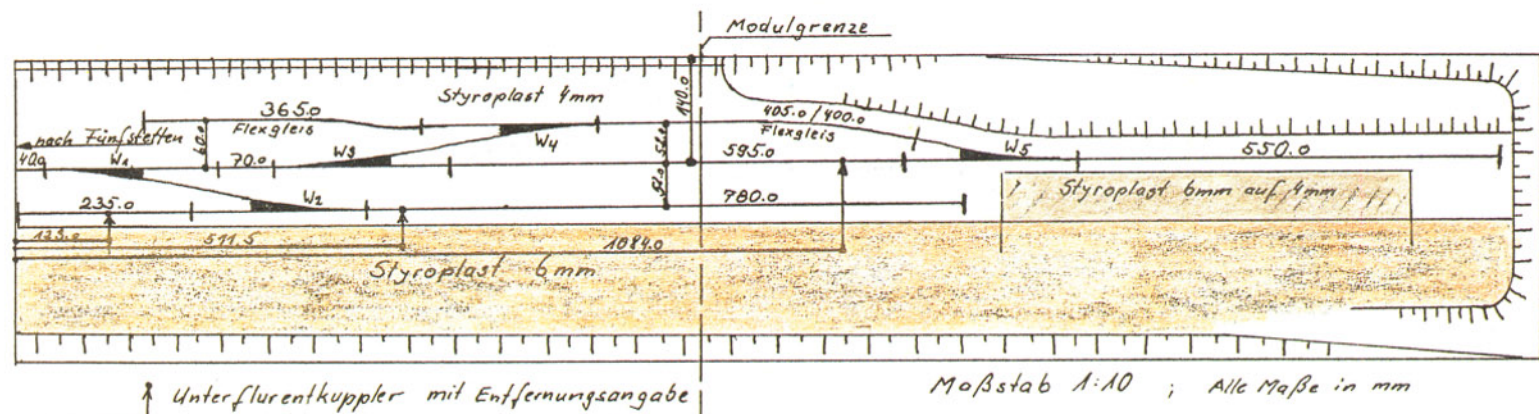 Modulgrenze
Styroplast 4mm
140.0
365.0
Flexgleis
60.0
W4
56.0
405.0/400.0
Flexgleis
nach Fünfstetten
40.0
W1
70.0
W3
595.0
W5
550.0
Styroplast 6mm auf 4mm
235.0
W2
780.0
511.5
1084.0
Styroplast 6mm
Unterflurentkuppler mit Entfernungsangabe
Maßstab 1:10 ; Alle Maße in mm